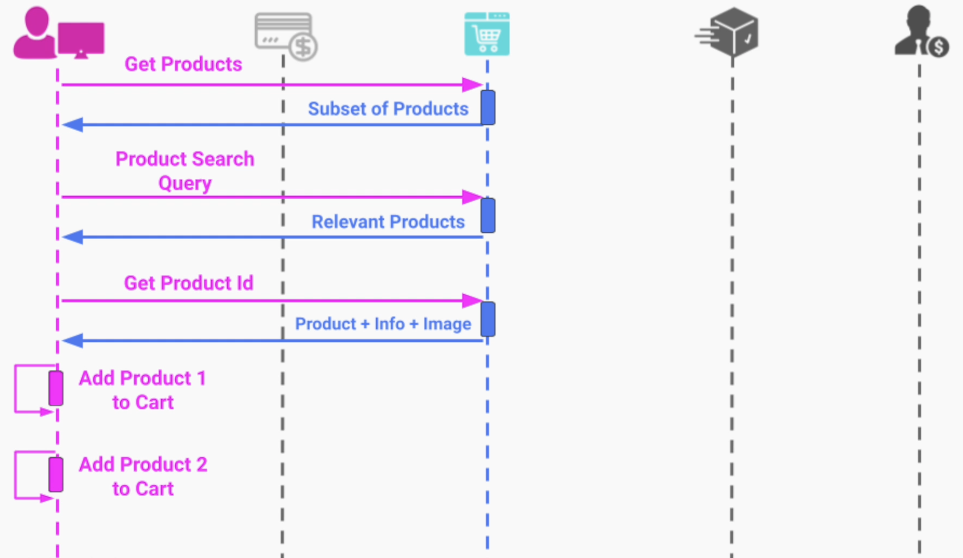 Get Products
Subset of Products
Product Search
Query
Relevant Products
Get Product Id
Product + Info + Image
Add Product 1
to Cart
Add Product 2
to Cart